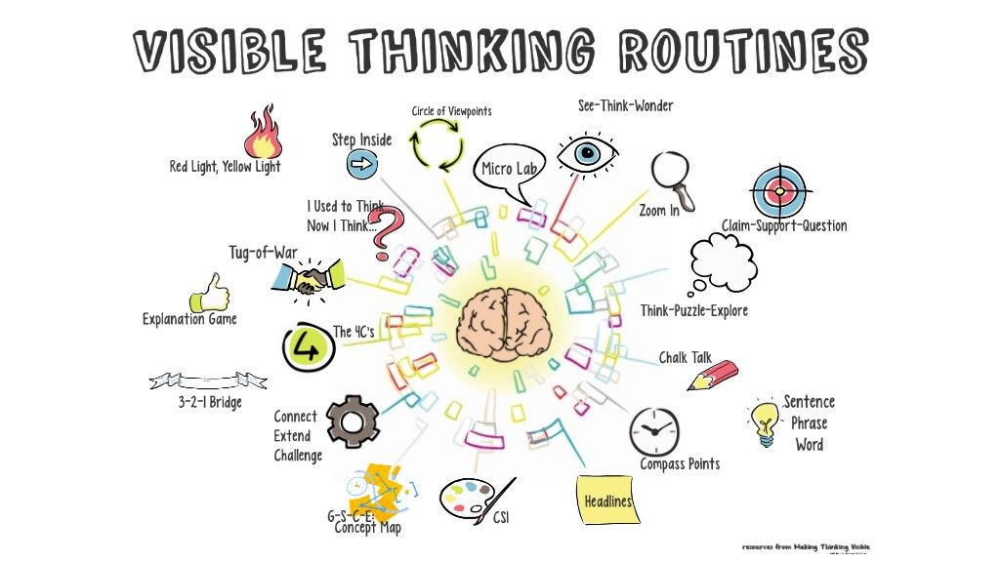 VISIBLE THINKING ROUTINES
Circle of Viewpoints
See-Think-Wonder
Step Inside
Red Light, Yellow Light
Micro Lab
I Used to Think...
Now I Think...
Zoom In
Claim-Support-Question
Tug-of-War
Explanation Game
Think-Puzzle-Explore
4
The 4C's
Chalk Talk
3-2-1 Bridge
Connect
Extend
Challenge
Sentence
Phrase
Word
Compass Points
G-S-C-E:
Concept Map
CSI
Headlines
resources from Making Thinking Visible